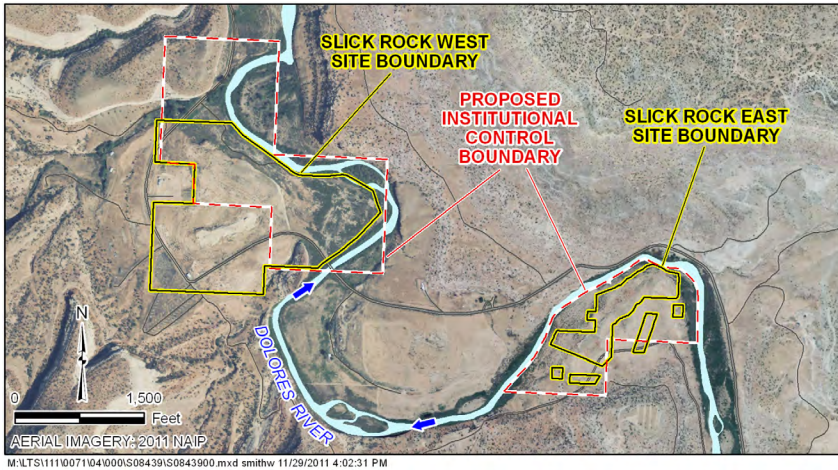 SLICK ROCK WEST
SITE BOUNDARY
PROPOSED
INSTITUTIONAL
CONTROL
BOUNDARY
SLICK ROCK EAST
SITE BOUNDARY
N
DOLORES RIVER
0 1,500
Feet
AERIAL IMAGERY: 2011 NAIP
M:\LTS\111\0071\04\000\S08439\S0843900.mxd smithw 11/29/2011 4:02:31 PM